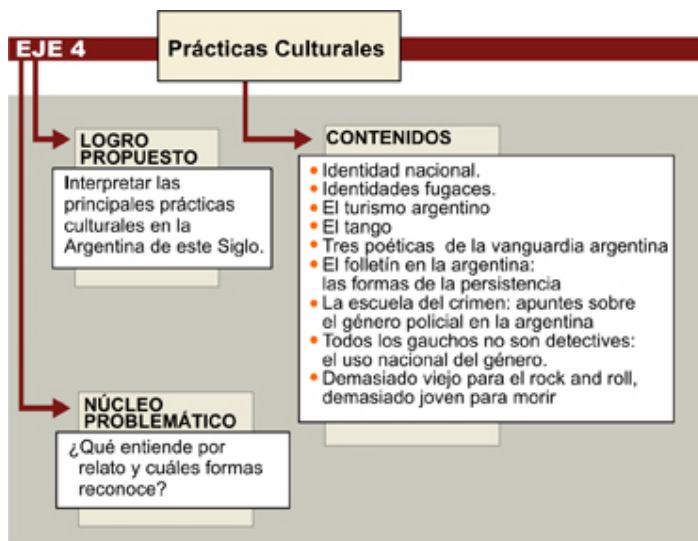 EJE 4
Prácticas Culturales
LOGRO
PROPUESTO
Interpretar las
principales prácticas
culturales en la
Argentina de este Siglo.
CONTENIDOS
• Identidad nacional.
• Identidades fugaces.
• El turismo argentino
• El tango
• Tres poéticas de la vanguardia argentina
• El folletín en la argentina:
las formas de la persistencia
• La escuela del crimen: apuntes sobre
el género policial en la argentina
• Todos los gauchos no son detectives:
el uso nacional del género.
• Demasiado viejo para el rock and roll,
demasiado joven para morir
NÚCLEO
PROBLEMÁTICO
¿Qué entiende por
relato y cuáles formas
reconoce?